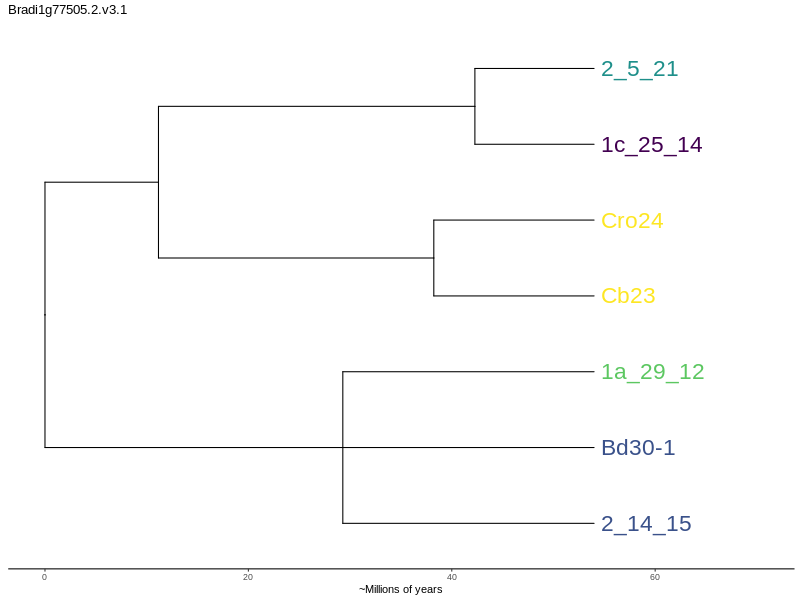 Bradi1g77505.2.v3.1
2_5_21
1c_25_14
Cro24
Cb23
1a_29_12
Bd30-1
2_14_15
0 20 40 60
~Millions of years